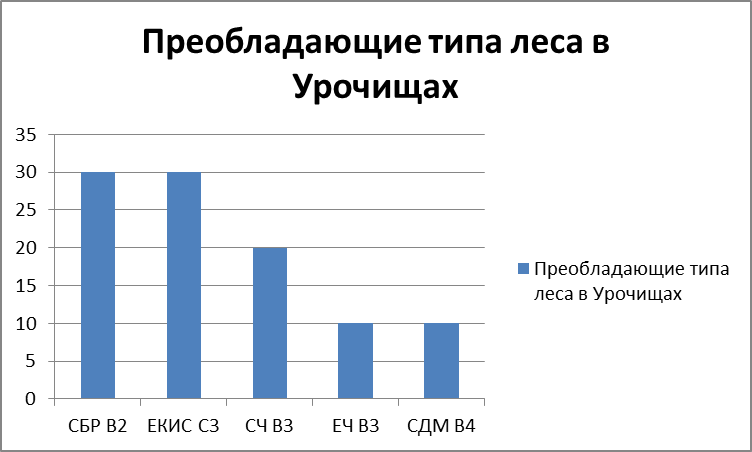 Преобладающие типа леса в
Урочищах
35
30
25
20
15
10
5
0
СБР В2 ЕКИС С3 СЧ В3 ЕЧ В3 СДМ В4
Преобладающие типа
леса в Урочищах